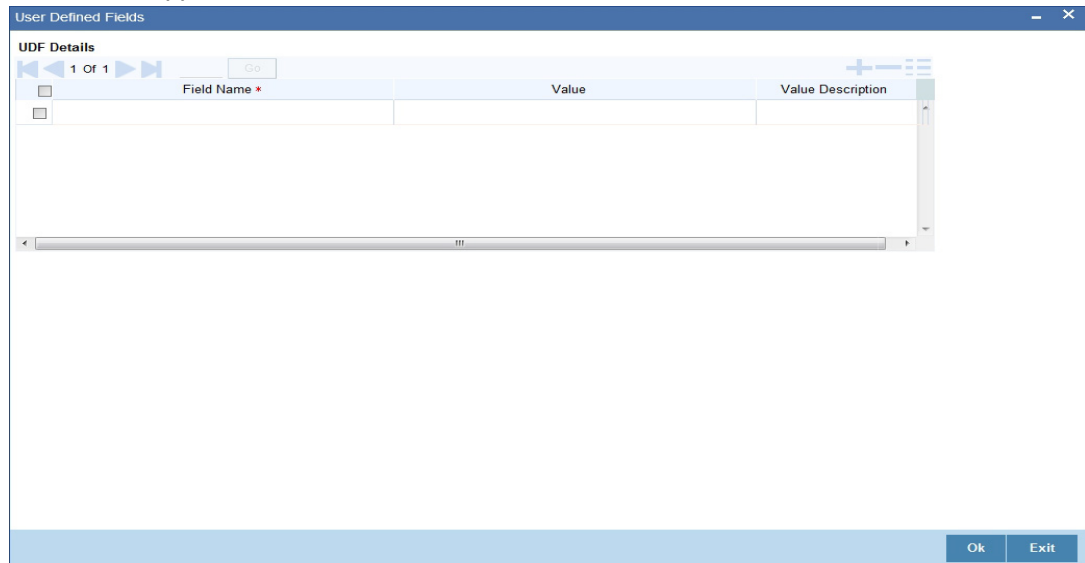 User Defined Fields
UDF Details
1 Of 1 Go
Field Name * Value Value Description
Ok Exit